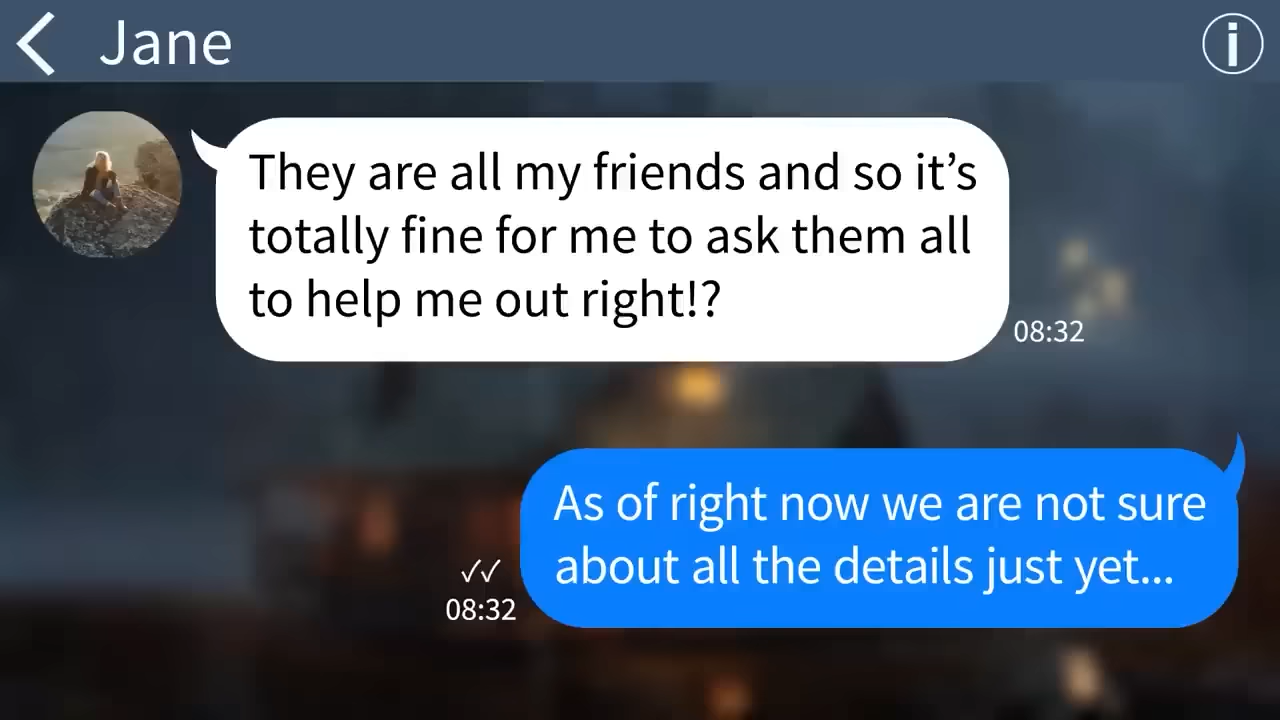 Jane
They are all my friends and so it’s
totally fine for me to ask them all
to help me out right!?
08:32
As of right now we are not sure
about all the details just yet...
✓✓
08:32